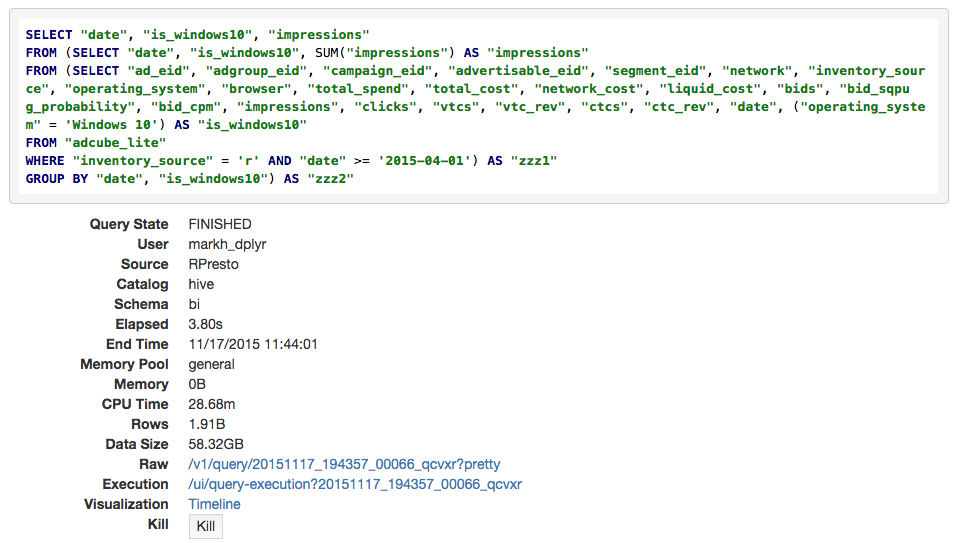 SELECT "date", "is_windows10", "impressions"
FROM (SELECT "date", "is_windows10", SUM("impressions") AS "impressions"
FROM (SELECT "ad_eid", "adgroup_eid", "campaign_eid", "advertisable_eid", "segment_eid", "network", "inventory_sour
ce", "operating_system", "browser", "total_spend", "total_cost", "network_cost", "liquid_cost", "bids", "bid_sqpu
g_probability", "bid_cpm", "impressions", "clicks", "vtcs", "vtc_rev", "ctcs", "ctc_rev", "date", ("operating_syste
m" = 'Windows 10') AS "is_windows10"
FROM "adcube_lite"
WHERE "inventory_source" = 'r' AND "date" >= '2015-04-01') AS "zzz1"
GROUP BY "date", "is_windows10") AS "zzz2"
Query State FINISHED
User markh_dplyr
Source RPresto
Catalog hive
Schema bi
Elapsed 3.80s
End Time 11/17/2015 11:44:01
Memory Pool general
Memory 0B
CPU Time 28.68m
Rows 1.91B
Data Size 58.32GB
Raw /v1/query/20151117_194357_00066_qcvxr?pretty
Execution /ui/query-execution?20151117_194357_00066_qcvxr
Visualization Timeline
Kill Kill